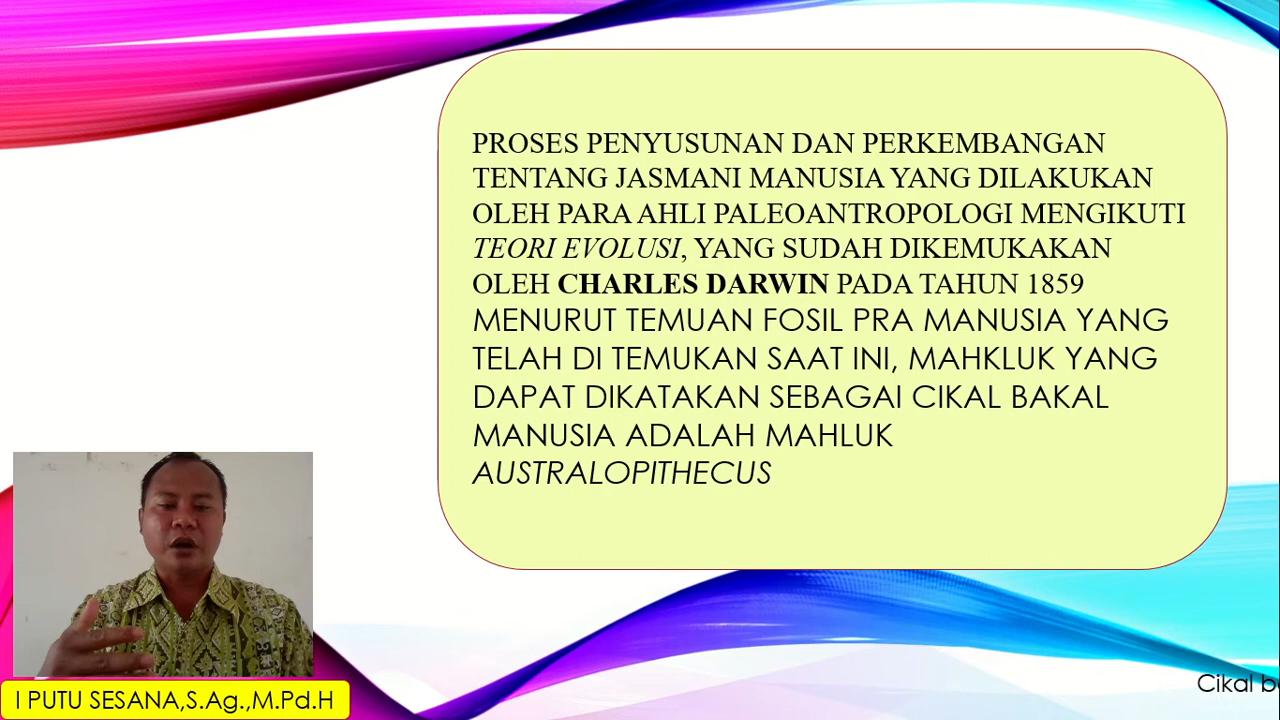 PROSES PENYUSUNAN DAN PERKEMBANGAN
TENTANG JASMANI MANUSIA YANG DILAKUKAN
OLEH PARA AHLI PALEOANTROPOLOGI MENGIKUTI
TEORI EVOLUSI, YANG SUDAH DIKEMUKAKAN
OLEH CHARLES DARWIN PADA TAHUN 1859
MENURUT TEMUAN FOSIL PRA MANUSIA YANG
TELAH DI TEMUKAN SAAT INI, MAHKLUK YANG
DAPAT DIKATAKAN SEBAGAI CIKAL BAKAL
MANUSIA ADALAH MAHLUK
AUSTRALOPITHECUS
I PUTU SESANA,S.Ag.,M.Pd.H
Cikal